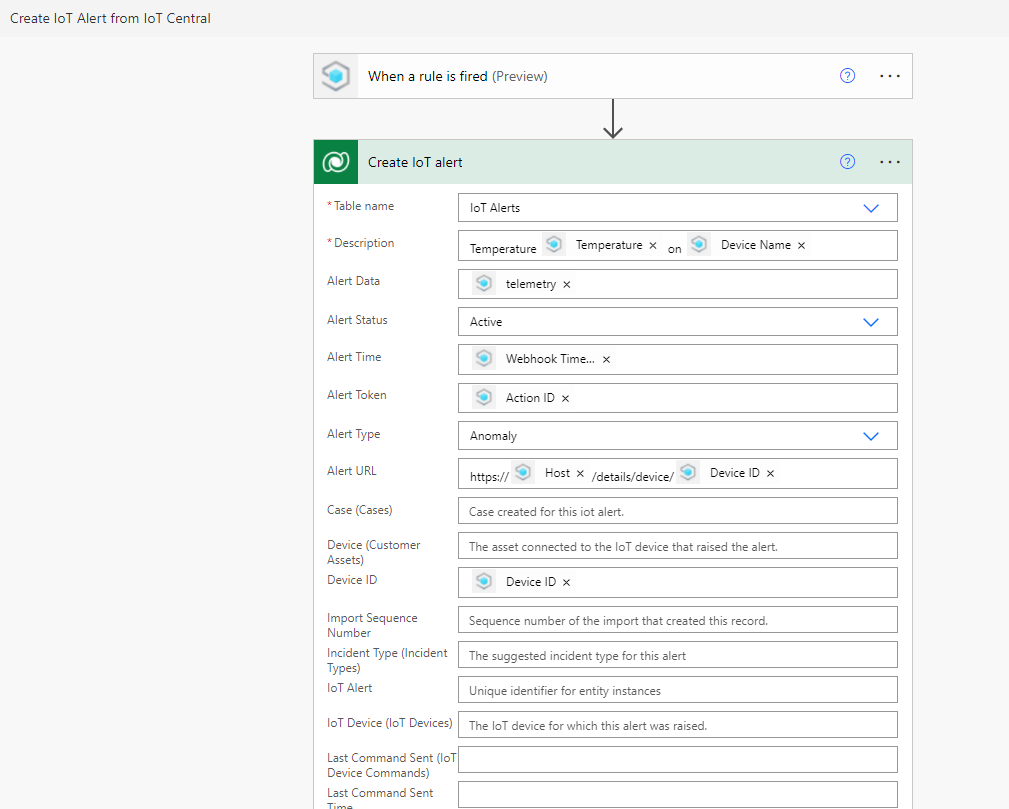 Create IoT Alert from IoT Central
When a rule is fired (Preview)
?
Create IoT alert
?
* Table name
IoT Alerts
* Description
Temperature Temperature × on Device Name ×
Alert Data
telemetry ×
Alert Status
Active
Alert Time
Webhook Time... ×
Alert Token
Action ID ×
Alert Type
Anomaly
Alert URL
https:// Host × /details/device/ Device ID ×
Case (Cases)
Case created for this iot alert.
Device (Customer
Assets)
The asset connected to the IoT device that raised the alert.
Device ID
Device ID ×
Import Sequence
Number
Sequence number of the import that created this record.
Incident Type (Incident
Types)
The suggested incident type for this alert
IoT Alert
Unique identifier for entity instances
IoT Device (IoT Devices)
The IoT device for which this alert was raised.
Last Command Sent (IoT
Device Commands)
Last Command Sent
Time